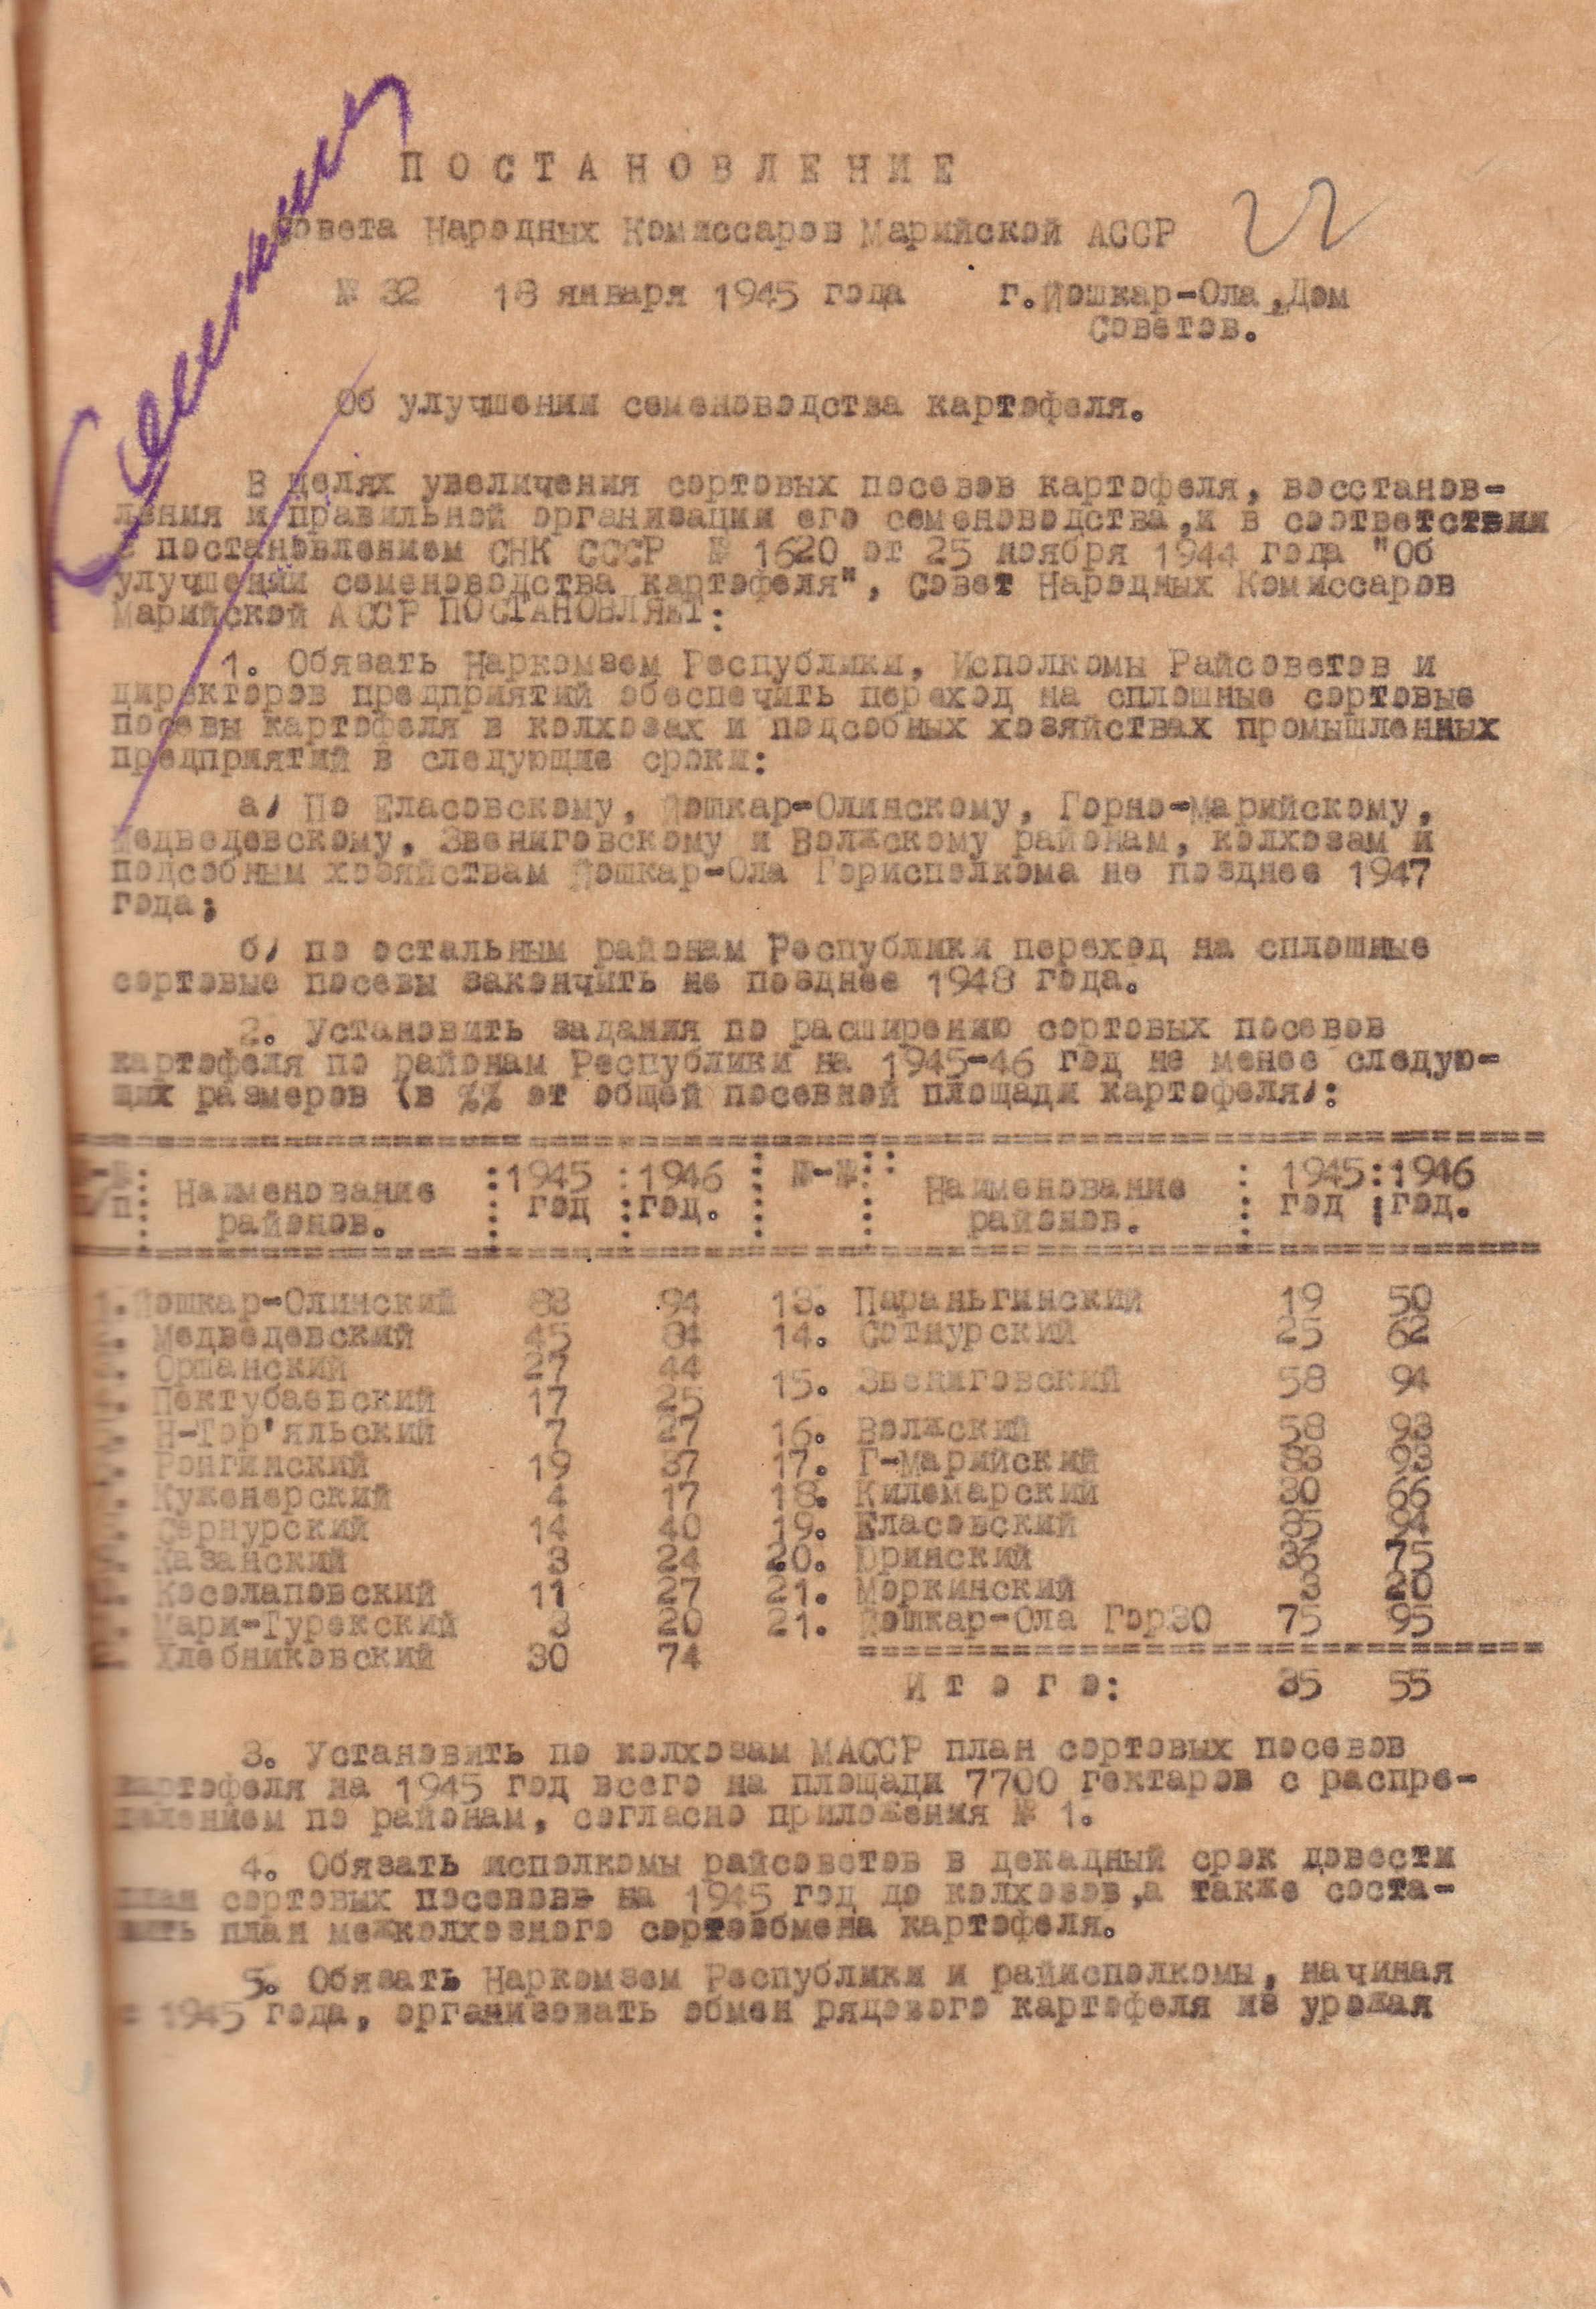 22
ПОСТАНОВЛЕНИЕ
Совета Народных Комиссаров Марийской АССР
№ 32 18 января 1945 года г.Йошкар-Ола,Дом
Советов.
Об улучшении семеноводства картофеля.
В целях увеличения сортовых посевов картофеля, восстанов-
ления и правильной организации его семеноводства,и в соответствии
с постановлением СНК СССР № 1620 от 25 ноября 1944 года "Об
улучшении семеноводства картофеля", Совет Народных Комиссаров
Марийской АССР ПОСТАНОВЛЯЕТ:
1. Обязать Наркомзем Республики, Исполкомы Райсоветов и
директоров предприятий обеспечить переход на сплошные сортовые
посевы картофеля в колхозах и подсобных хозяйствах промышленных
предприятий в следующие сроки:
а) По Еласовскому, Йошкар-Олинскому, Горно-Марийскому,
Медведевскому, Звениговскому и Волжскому районам, колхозам и
подсобным хозяйствам Йошкар-Ола Горисполкома не позднее 1947
года;
б) по остальным районам Республики переход на сплошные
сортовые посевы закончить не позднее 1948 года.
2. Установить задания по расширению сортовых посевов
картофеля по районам Республики на 1945-46 год не менее следую-
щих размеров (в %% от общей посевной площади картофеля):
Наименование районов. 1945 год 1946 год. №-№ Наименование районов. 1945 год 1946 год.
1. Йошкар-Олинский 83 94 13. Параньгинский 19 50
Медведевский 45 84 14. Сотнурский 25 62
Оршанский 27 44
Пектубаевский 17 25 15. Звениговский 58 94
Н-Тор'яльский 7 27 16. Волжский 58 93
Ронгинский 19 37 17. Г-Марийский 83 93
Куженерский 4 17 18. Килемарский 30 66
Сернурский 14 40 19. Еласовский 85 94
Казанский 3 24 20. Юринский 36 75
Косолаповский 11 27 21. Моркинский 3 20
Мари-Турекский 3 20 21. Йошкар-Ола ГорЗО 75 95
Хлебниковский 30 74
Итого: 35 55
3. Установить по колхозам МАССР план сортовых посевов
картофеля на 1945 год всего на площади 7700 гектаров с распре-
делением по районам, согласно приложения № 1.
4. Обязать исполкомы райсоветов в декадный срок довести
план сортовых посевовь на 1945 год до колхозов,а также соста-
вить план межколхозного сортообмена картофеля.
5. Обязать Наркомзем Республики и райисполкомы, начиная
с 1945 года, организовать обмен рядового картофеля из урожая